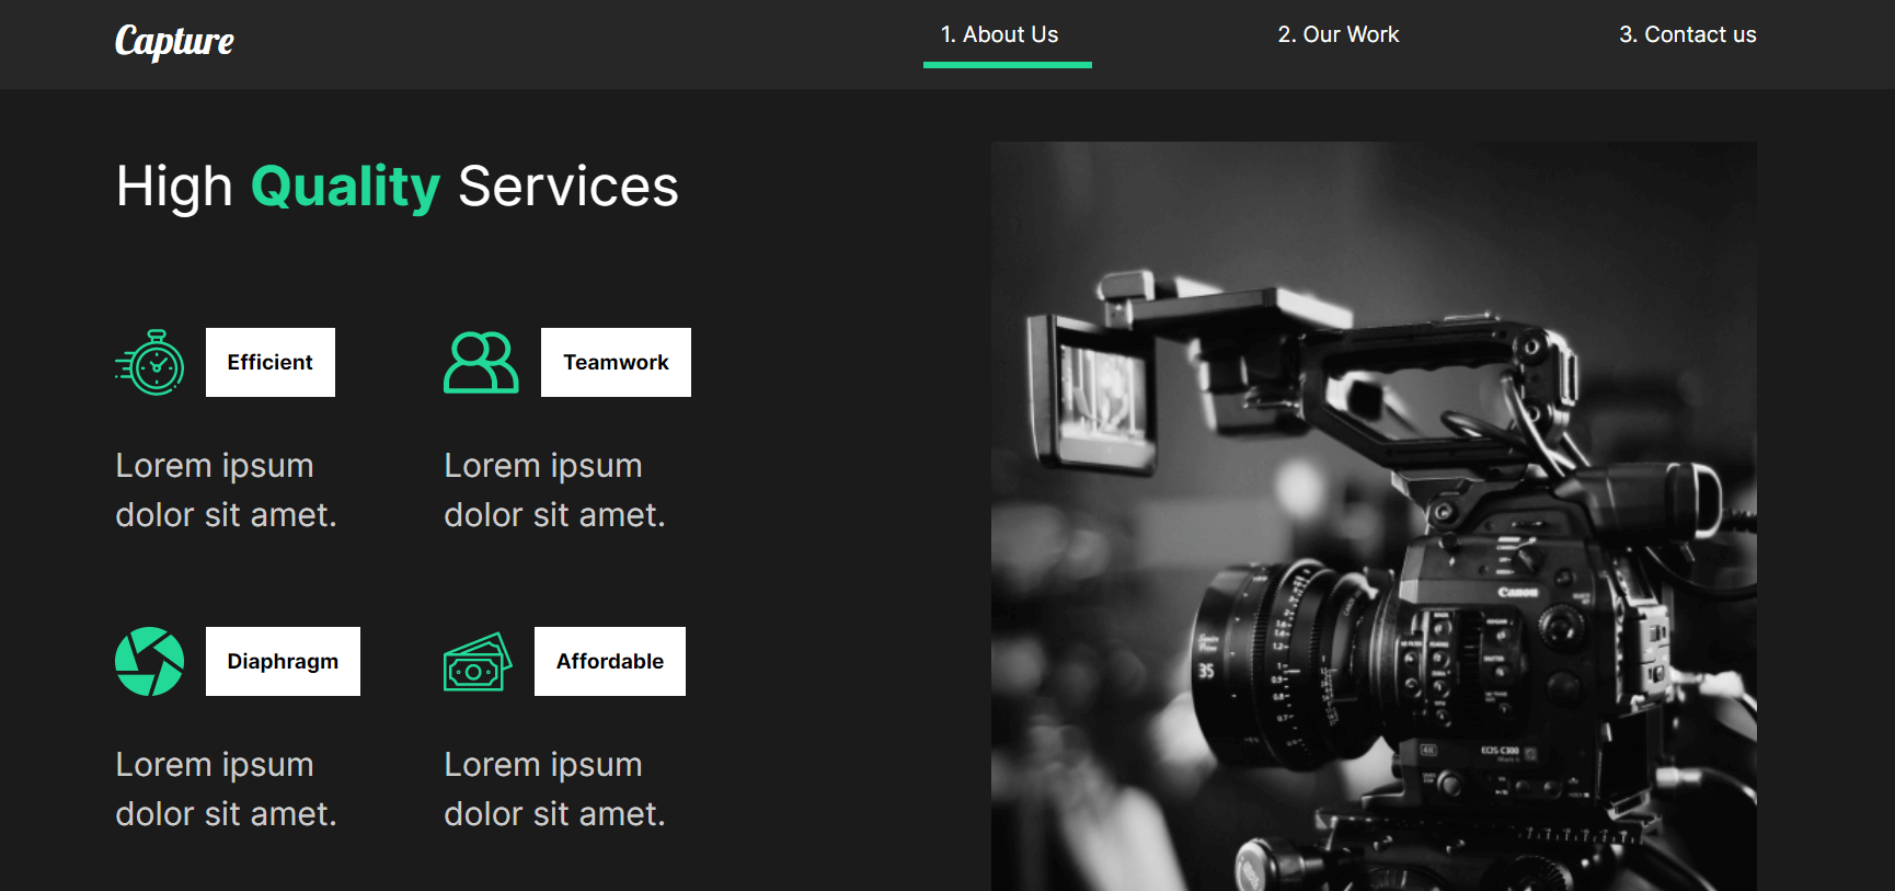 Capture
1. About Us
2. Our Work
3. Contact us
High Quality Services
Efficient
Teamwork
Lorem ipsum
dolor sit amet.
Lorem ipsum
dolor sit amet.
Diaphragm
Affordable
Lorem ipsum
dolor sit amet.
Lorem ipsum
dolor sit amet.
Canon
35
4K
EOS C300